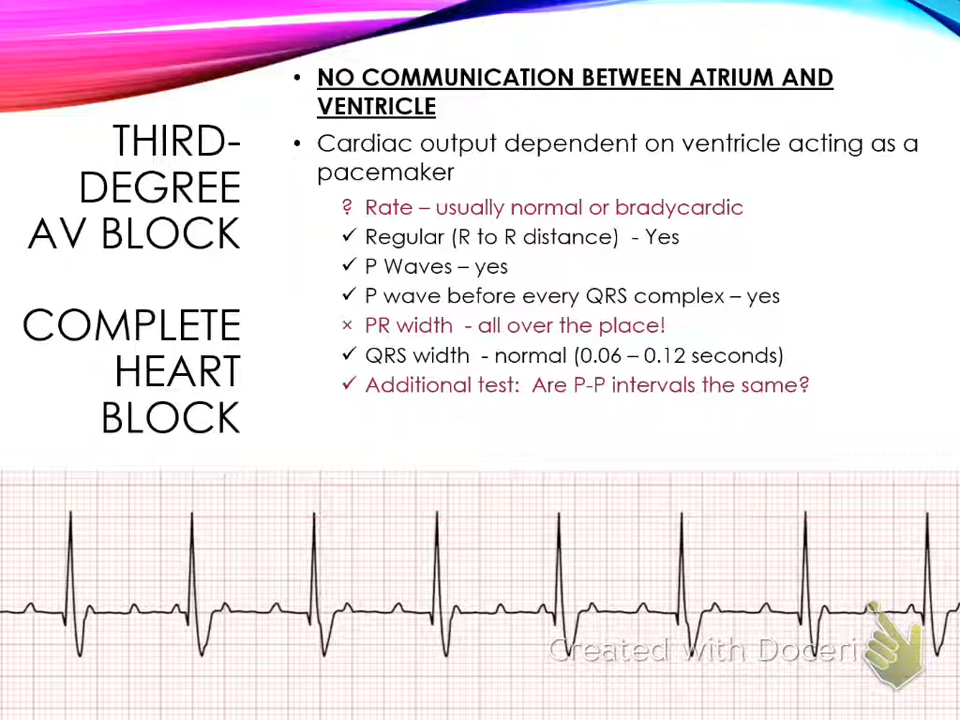 THIRD-
DEGREE
AV BLOCK
COMPLETE
HEART
BLOCK
• NO COMMUNICATION BETWEEN ATRIUM AND
VENTRICLE
• Cardiac output dependent on ventricle acting as a
pacemaker
? Rate – usually normal or bradycardic
✓ Regular (R to R distance) - Yes
✓ P Waves – yes
✓ P wave before every QRS complex – yes
× PR width - all over the place!
✓ QRS width - normal (0.06 – 0.12 seconds)
✓ Additional test: Are P-P intervals the same?
Created with Doceri